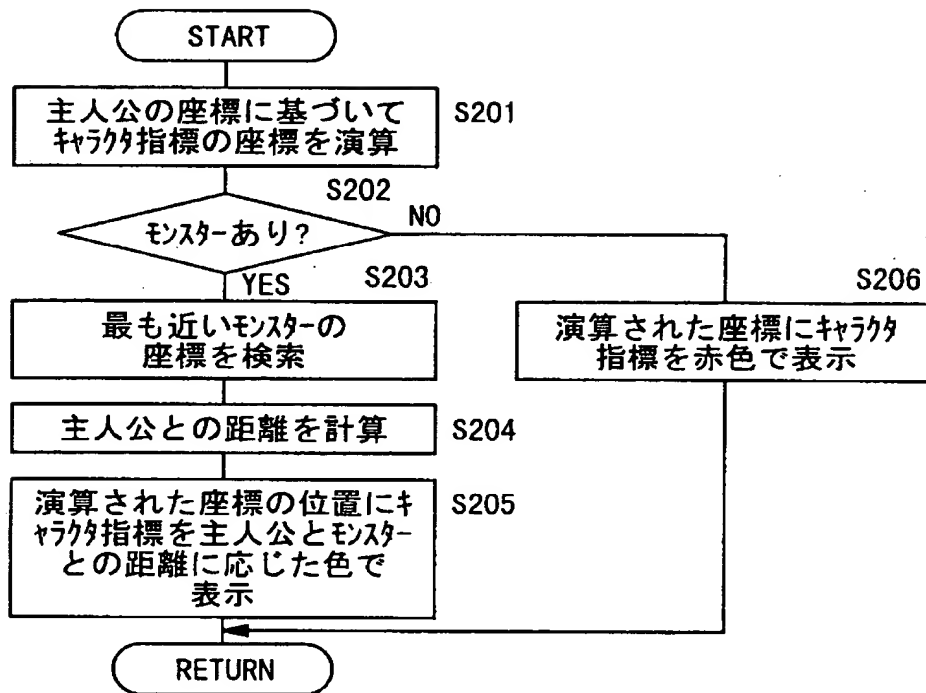 START
主人公の座標に基づいて
ｷｬﾗｸﾀ指標の座標を演算
S201
S202
ﾓﾝｽﾀｰあり?
NO
YES
S203
最も近いﾓﾝｽﾀｰの
座標を検索
S206
演算された座標にｷｬﾗｸﾀ
指標を赤色で表示
主人公との距離を計算
S204
演算された座標の位置にｷ
ｬﾗｸﾀ指標を主人公とﾓﾝｽﾀｰ
との距離に応じた色で
表示
S205
RETURN